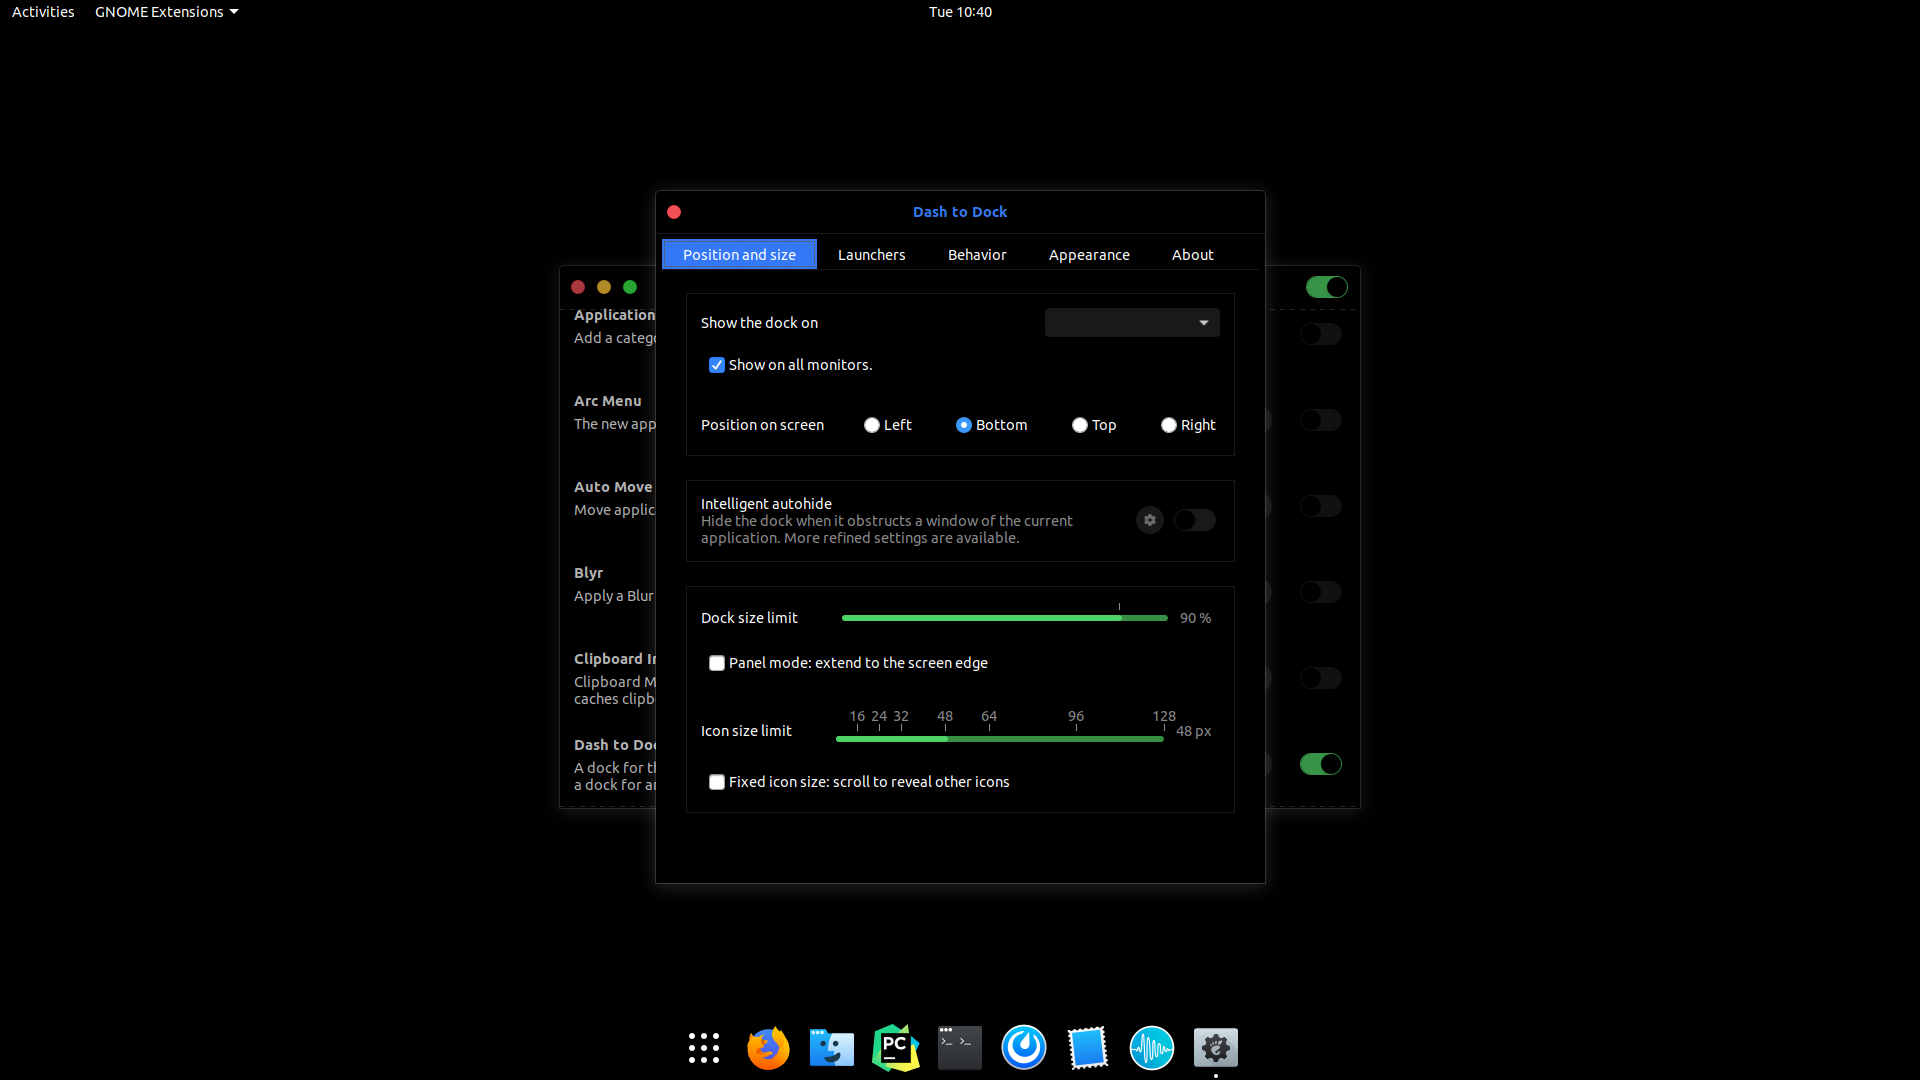 Activities GNOME Extensions Tue 10:40
Dash to Dock
Position and size Launchers Behavior Appearance About
Show the dock on
Show on all monitors.
Position on screen Left Bottom Top Right
Intelligent autohide
Hide the dock when it obstructs a window of the current
application. More refined settings are available.
Dock size limit 90 %
Panel mode: extend to the screen edge
16 24 32 48 64 96 128
Icon size limit 48 px
Fixed icon size: scroll to reveal other icons
Application
Add a catego
Arc Menu
The new app
Auto Move
Move applic
Blyr
Apply a Blur
Clipboard In
Clipboard M
caches clipb
Dash to Doc
A dock for th
a dock for an
PC
>_ >_